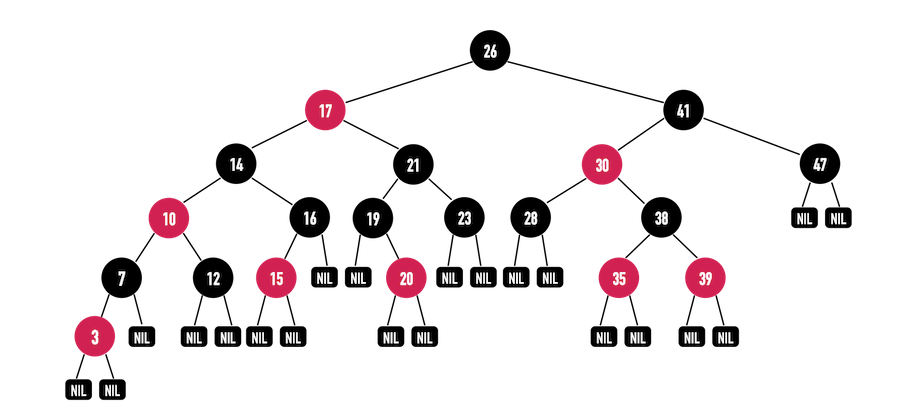 26
17 41
14 21 30 47
10 16 19 23 28 38 NIL NIL
7 12 15 NIL NIL 20 NIL NIL NIL NIL 35 39
3 NIL NIL NIL NIL NIL NIL NIL NIL NIL NIL NIL
NIL NIL